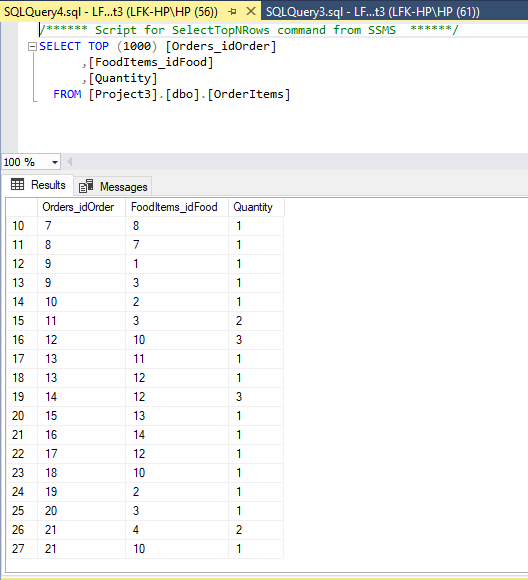 SQLQuery4.sql - LF...t3 (LFK-HP\HP (56)) SQLQuery3.sql - LF...t3 (LFK-HP\HP (61))
/****** Script for SelectTopNRows command from SSMS  ******/
SELECT TOP (1000) [Orders_idOrder]
,[FoodItems_idFood]
,[Quantity]
FROM [Project3].[dbo].[OrderItems]
100 %
Results Messages
Orders_idOrder FoodItems_idFood Quantity
10 7 8 1
11 8 7 1
12 9 1 1
13 9 3 1
14 10 2 1
15 11 3 2
16 12 10 3
17 13 11 1
18 13 12 1
19 14 12 3
20 15 13 1
21 16 14 1
22 17 12 1
23 18 10 1
24 19 2 1
25 20 3 1
26 21 4 2
27 21 10 1